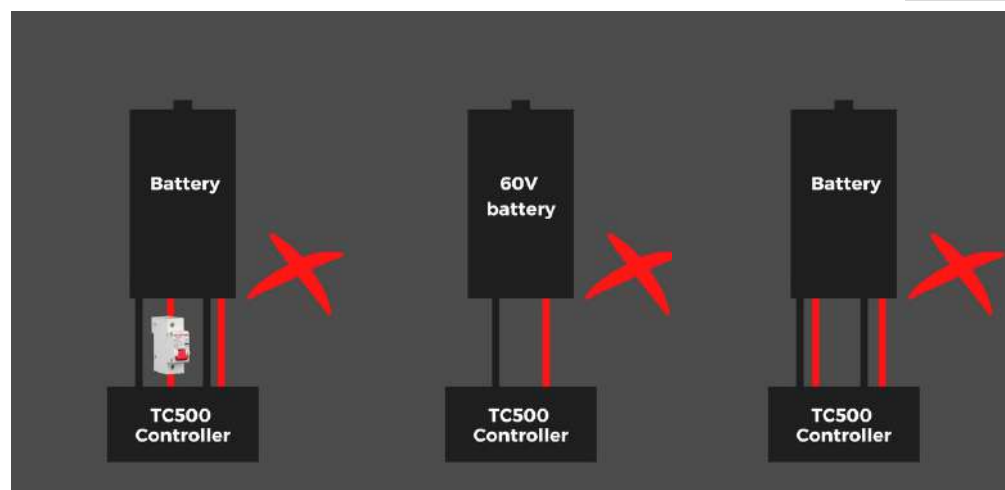 Battery
60V
battery
Battery
TC500
Controller
TC500
Controller
TC500
Controller